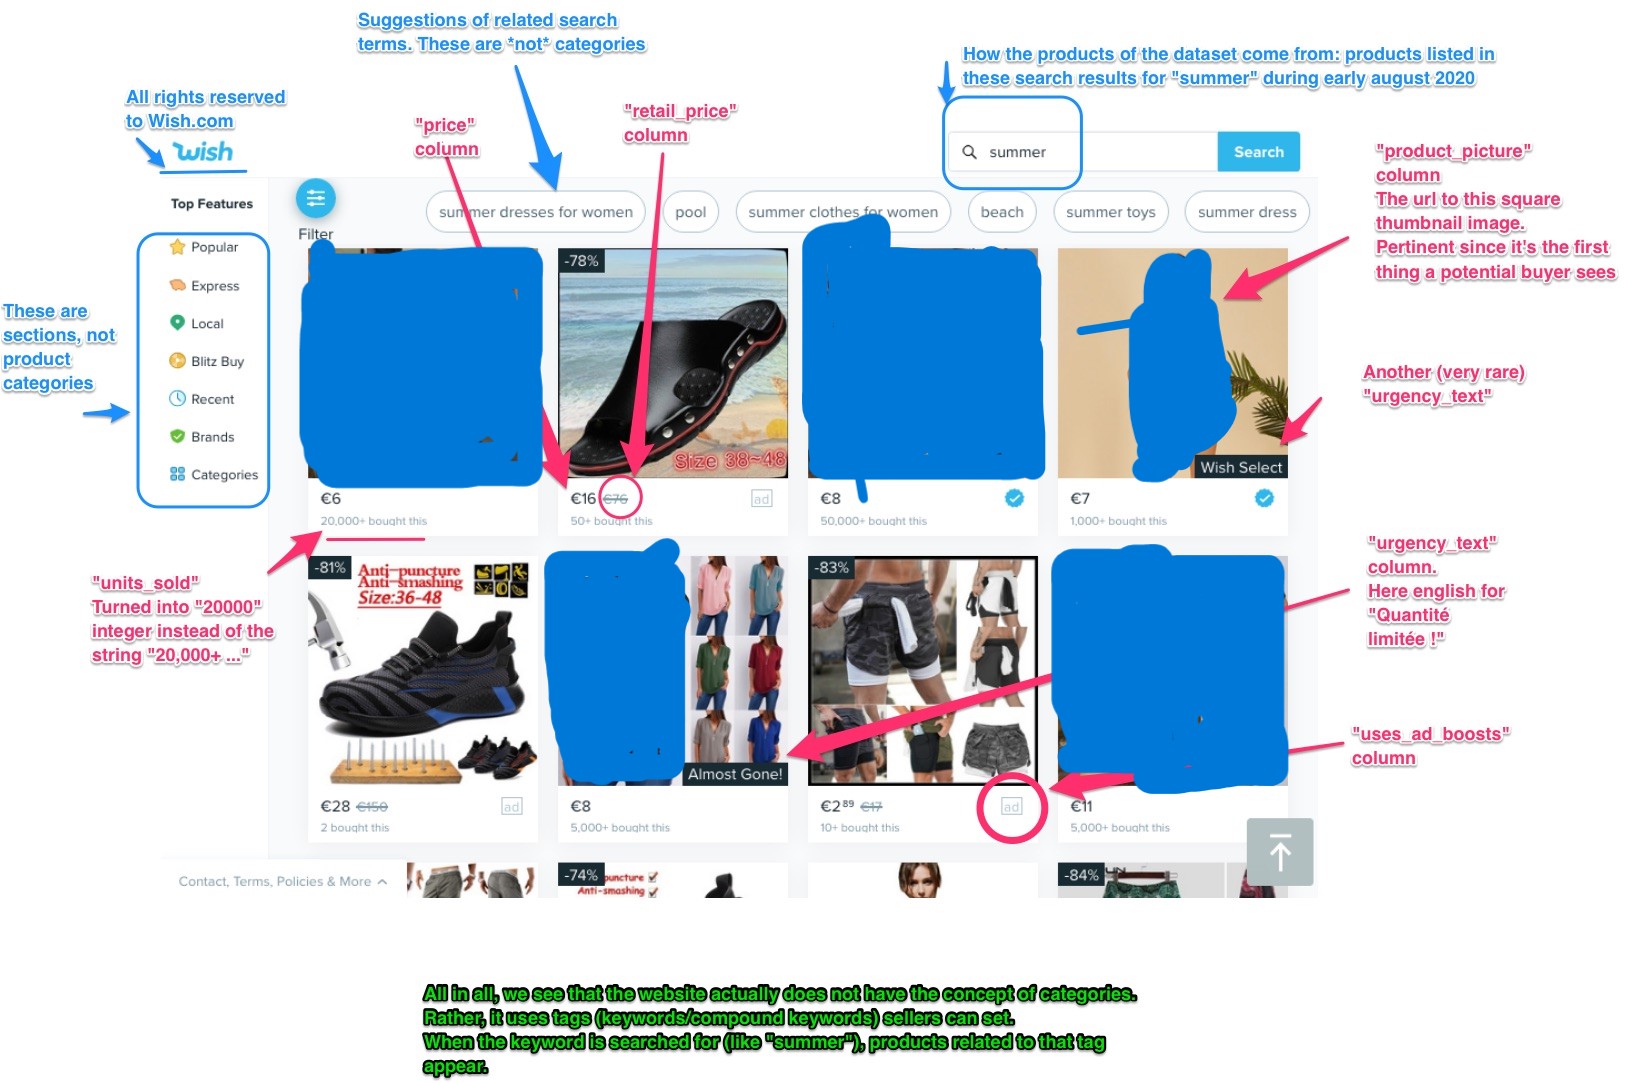 Suggestions of related search
terms. These are *not* categories
How the products of the dataset come from: products listed in
these search results for "summer" during early august 2020
All rights reserved
to Wish.com
"price"
column
"retail_price"
column
wish
summer
Search
"product_picture"
column
The url to this square
thumbnail image.
Pertinent since it's the first
thing a potential buyer sees
Top Features
Filter
summer dresses for women
pool
summer clothes for women
beach
summer toys
summer dress
Popular
Express
Local
Blitz Buy
Recent
Brands
Categories
These are
sections, not
product
categories
-78%
Size 38~48
Wish Select
Another (very rare)
"urgency_text"
€6
20,000+ bought this
€16 €76
ad
50+ bought this
€8
50,000+ bought this
€7
1,000+ bought this
"units_sold"
Turned into "20000"
integer instead of the
string "20,000+ ..."
"urgency_text"
column.
Here english for
"Quantité
limitée !"
-81%
Anti-puncture
Anti-smashing
Size:36-48
Almost Gone!
-83%
"uses_ad_boosts"
column
€28 €150
ad
2 bought this
€8
5,000+ bought this
€2 89 €17
ad
10+ bought this
€11
5,000+ bought this
Contact, Terms, Policies & More
-74%
puncture
Anti-smashing
-84%
All in all, we see that the website actually does not have the concept of categories.
Rather, it uses tags (keywords/compound keywords) sellers can set.
When the keyword is searched for (like "summer"), products related to that tag
appear.